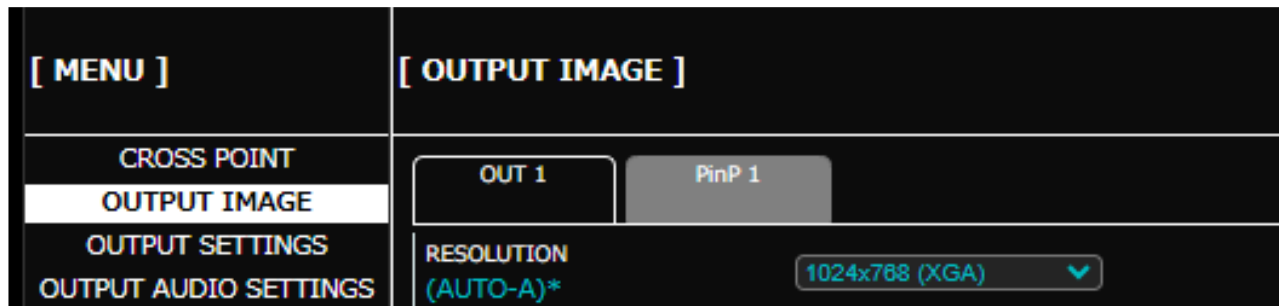 [ MENU ]
[ OUTPUT IMAGE ]
CROSS POINT
OUTPUT IMAGE
OUTPUT SETTINGS
OUTPUT AUDIO SETTINGS
OUT 1
PinP 1
RESOLUTION
(AUTO-A)*
1024x768 (XGA)